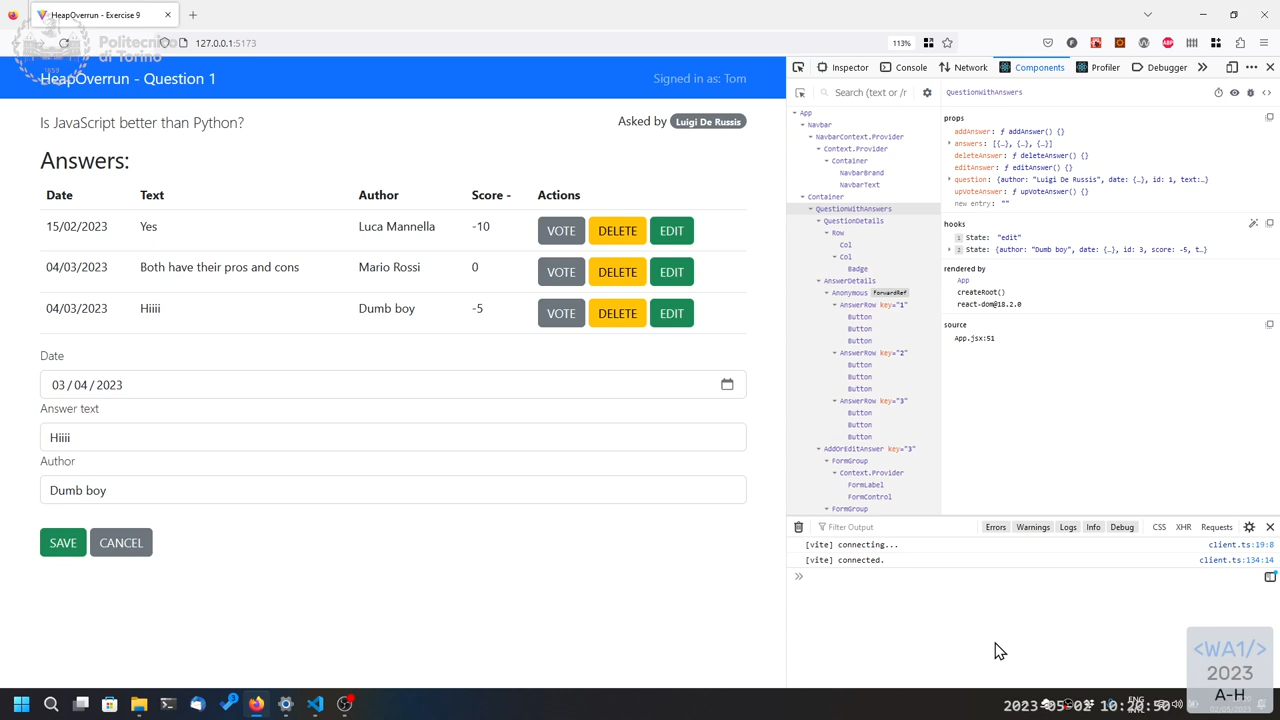 HeapOverrun - Exercise 9
Politecnico
di Torino
127.0.0.1:5173
113%
HeapOverrun - Question 1
Signed in as: Tom
Is JavaScript better than Python?
Asked by Luigi De Russis
Answers:
Date Text Author Score - Actions
15/02/2023 Yes Luca Mannella -10 VOTE DELETE EDIT
04/03/2023 Both have their pros and cons Mario Rossi 0 VOTE DELETE EDIT
04/03/2023 Hiiii Dumb boy -5 VOTE DELETE EDIT
Date
03 / 04 / 2023
Answer text
Hiiii
Author
Dumb boy
SAVE CANCEL
Inspector Console Network Components Profiler Debugger
Search (text or /r
App
Navbar
NavbarContext.Provider
Context.Provider
Container
NavbarBrand
NavbarText
Container
QuestionWithAnswers
QuestionDetails
Row
Col
Col
Badge
AnswerDetails
Anonymous ForwardRef
AnswerRow key="1"
Button
Button
Button
AnswerRow key="2"
Button
Button
Button
AnswerRow key="3"
Button
Button
Button
AddOrEditAnswer key="3"
FormGroup
Context.Provider
FormLabel
FormControl
FormGroup
QuestionwithAnswers
props
addAnswer: ƒ addAnswer() {}
answers: [{…}, {…}, {…}]
deleteAnswer: ƒ deleteAnswer() {}
editAnswer: ƒ editAnswer() {}
question: {author: "Luigi De Russis", date: {…}, id: 1, text:…}
upVoteAnswer: ƒ upVoteAnswer() {}
new entry: ""
hooks
1 State: "edit"
2 State: {author: "Dumb boy", date: {…}, id: 3, score: -5, t…}
rendered by
App
createRoot()
react-dom@18.2.0
source
App.jsx:51
Filter Output
Errors Warnings Logs Info Debug CSS XHR Requests
[vite] connecting... client.ts:19:8
[vite] connected. client.ts:134:14
<WA1/>
2023
A-H
ENG